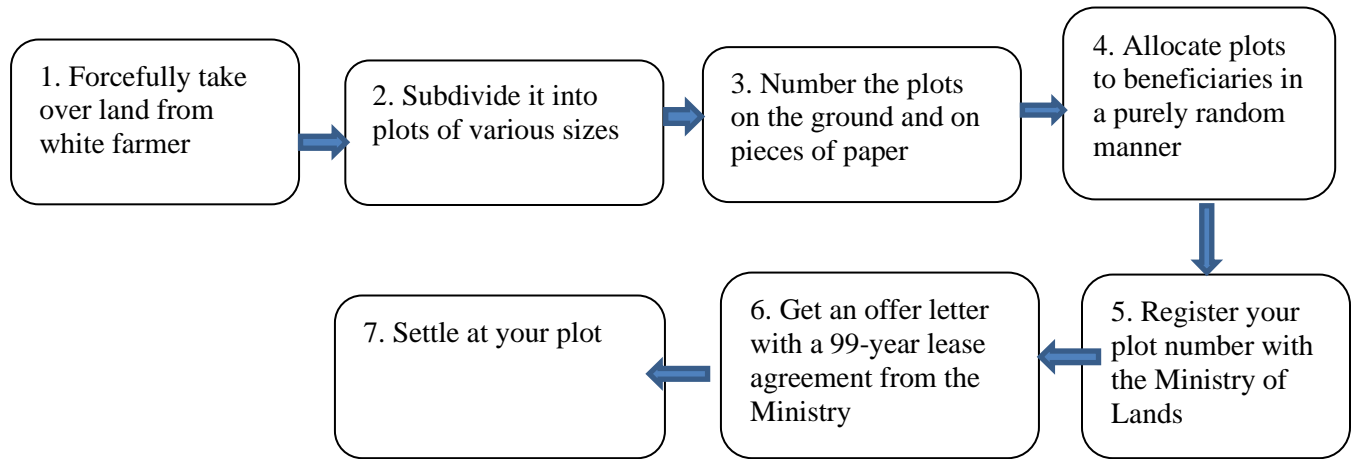 1. Forcefully take
over land from
white farmer
2. Subdivide it into
plots of various sizes
3. Number the plots
on the ground and on
pieces of paper
4. Allocate plots
to beneficiaries in
a purely random
manner
5. Register your
plot number with
the Ministry of
Lands
6. Get an offer letter
with a 99-year lease
agreement from the
Ministry
7. Settle at your plot